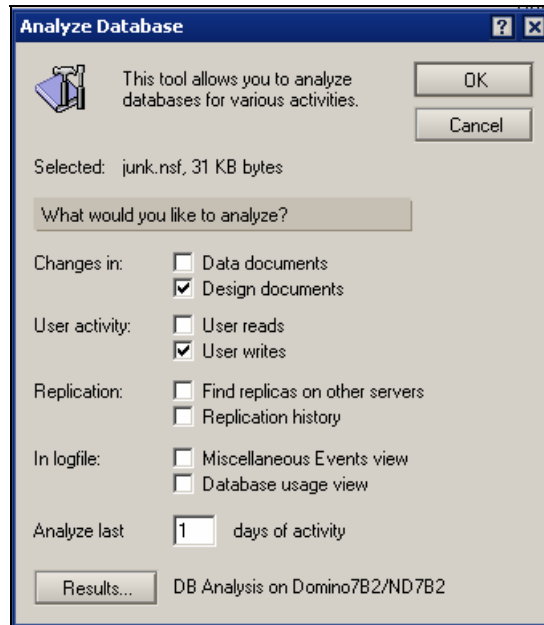 Analyze Database
This tool allows you to analyze
databases for various activities.
OK
Cancel
Selected: junk.nsf, 31 KB bytes
What would you like to analyze?
Changes in: Data documents
Design documents
User activity: User reads
User writes
Replication: Find replicas on other servers
Replication history
In logfile: Miscellaneous Events view
Database usage view
Analyze last 1 days of activity
Results... DB Analysis on Domino7B2/ND7B2